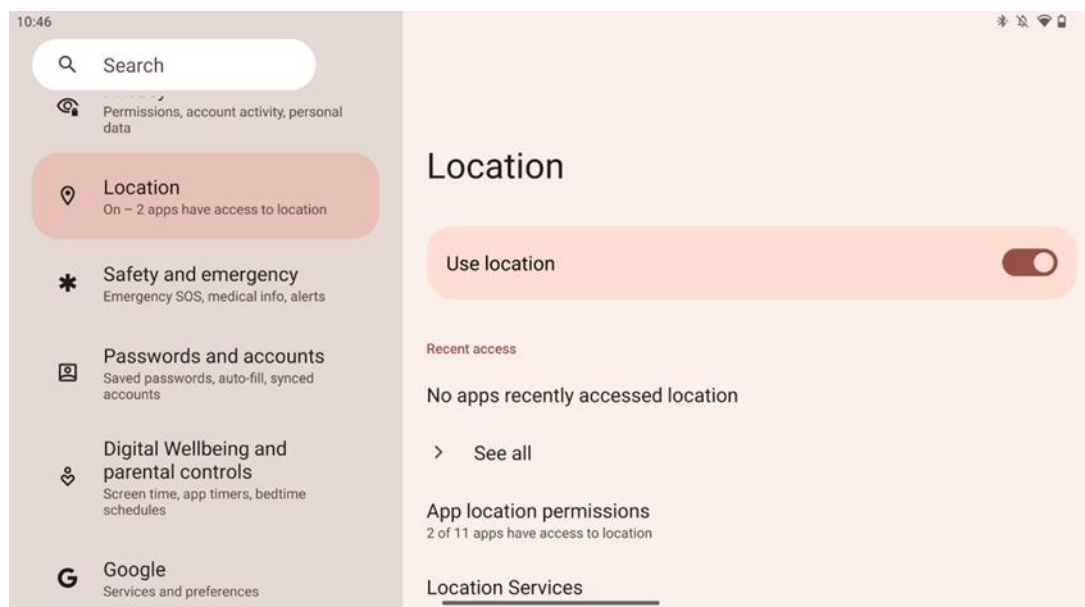 10:46
Search
Permissions, account activity, personal
data
Location
On – 2 apps have access to location
Safety and emergency
Emergency SOS, medical info, alerts
Passwords and accounts
Saved passwords, auto-fill, synced
accounts
Digital Wellbeing and
parental controls
Screen time, app timers, bedtime
schedules
Google
Services and preferences
Location
Use location
Recent access
No apps recently accessed location
See all
App location permissions
2 of 11 apps have access to location
Location Services